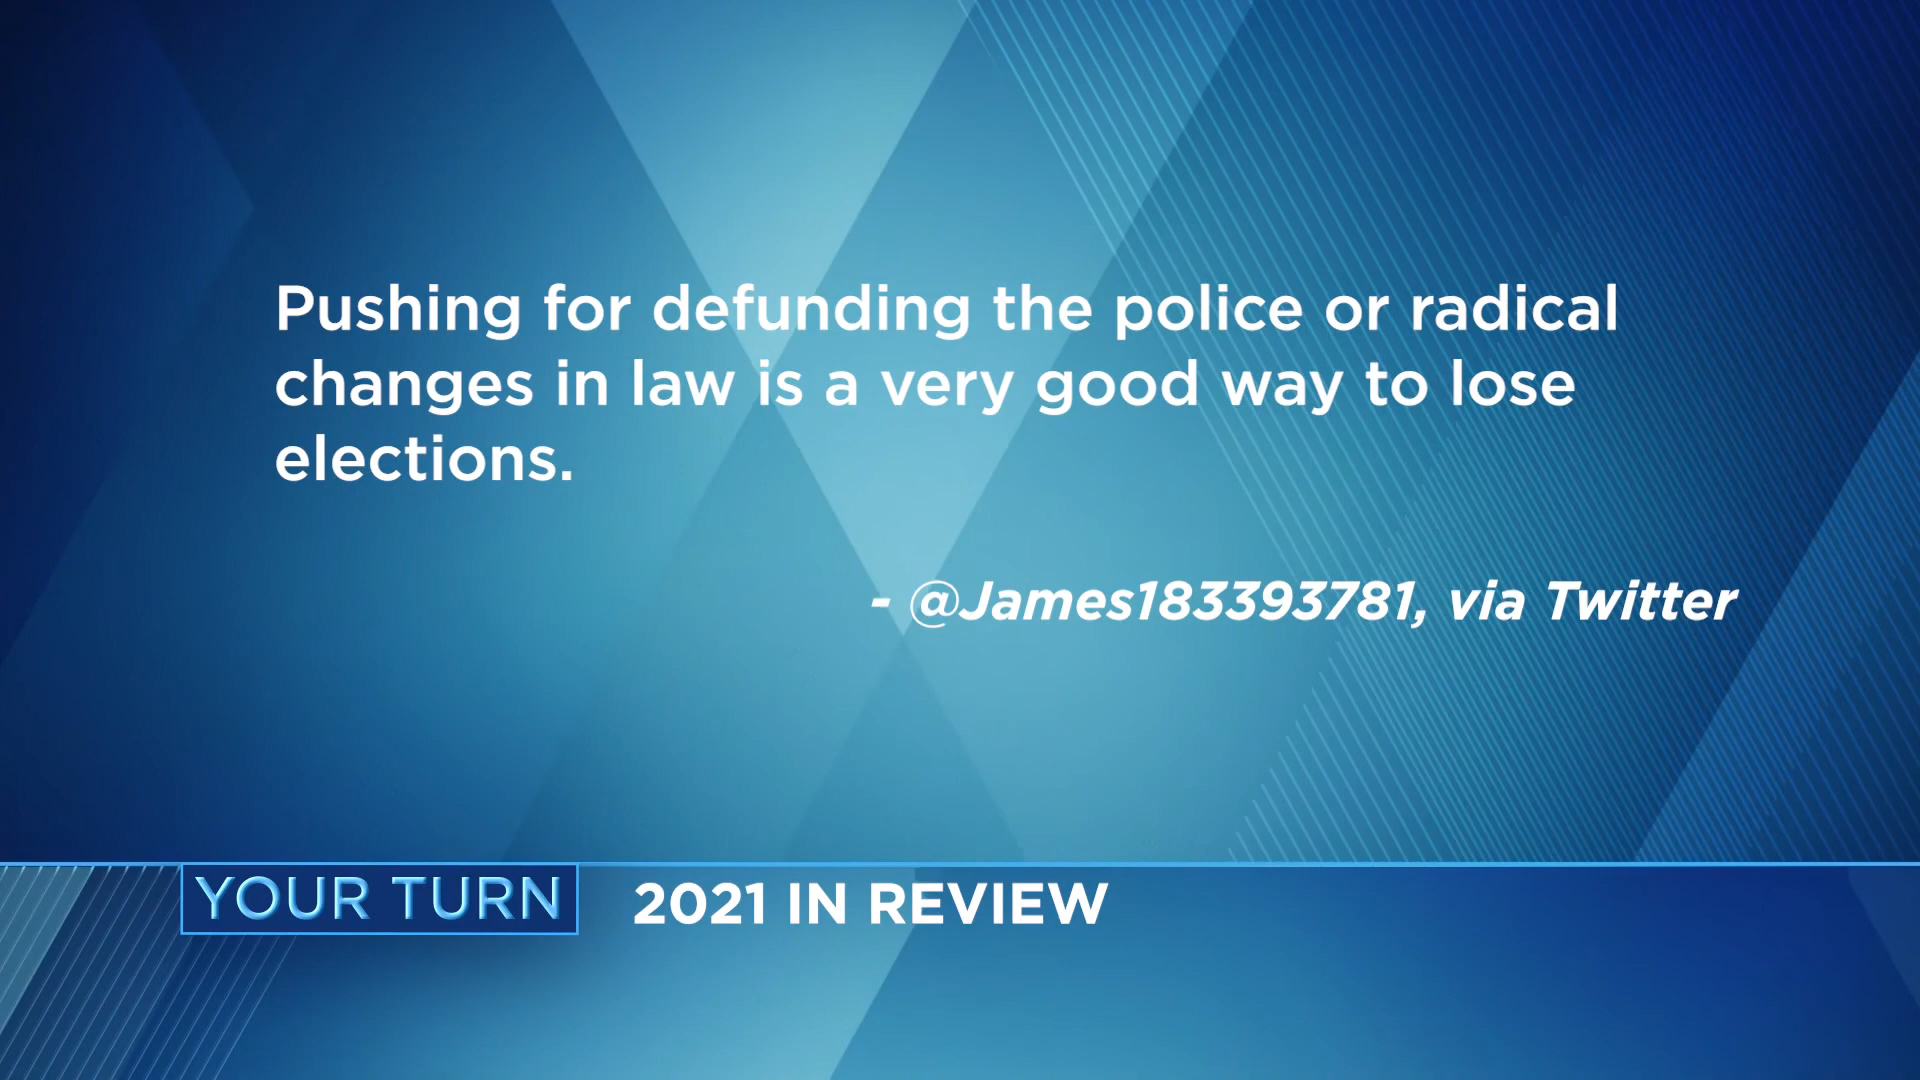 Pushing for defunding the police or radical
changes in law is a very good way to lose
elections.
- @James183393781, via Twitter
YOUR TURN
2021 IN REVIEW